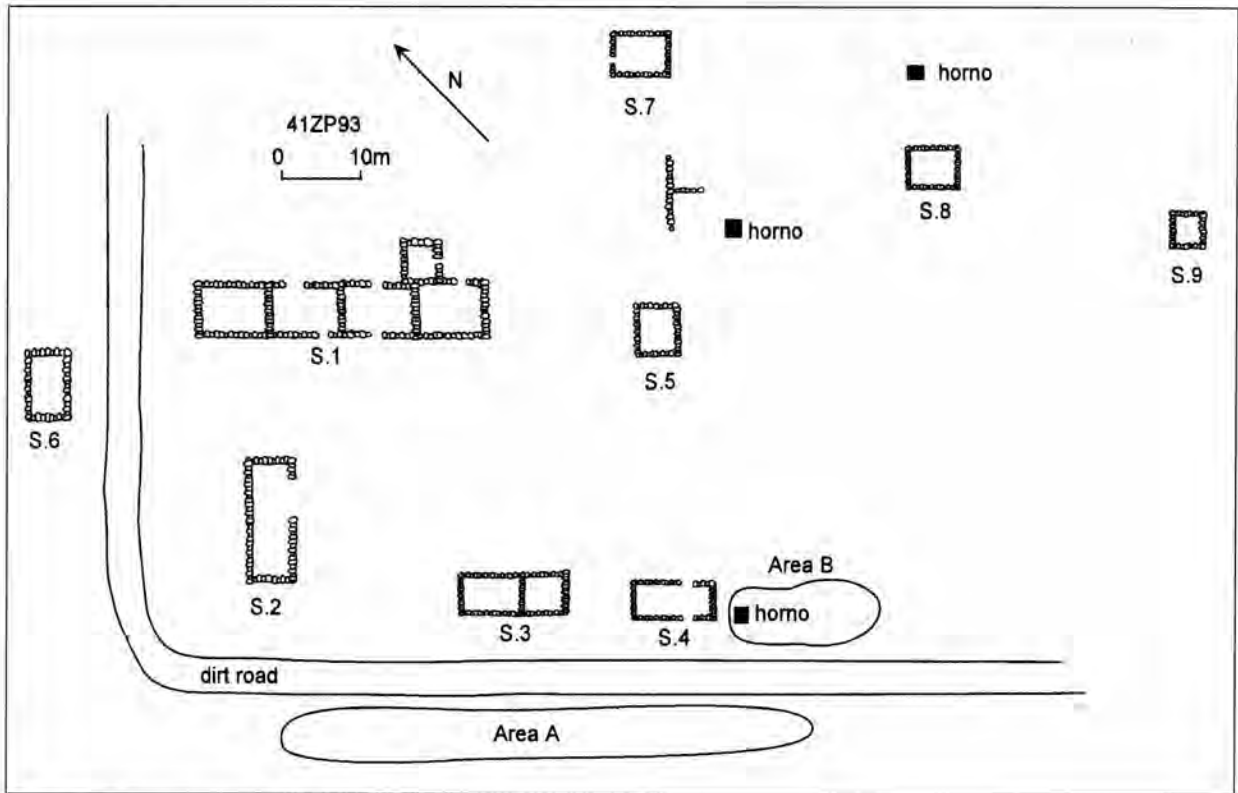 N
41ZP93
0 10m
S.7
horno
S.8
horno
S.9
S.1
S.5
S.6
S.2
S.3
S.4
Area B
horno
dirt road
Area A